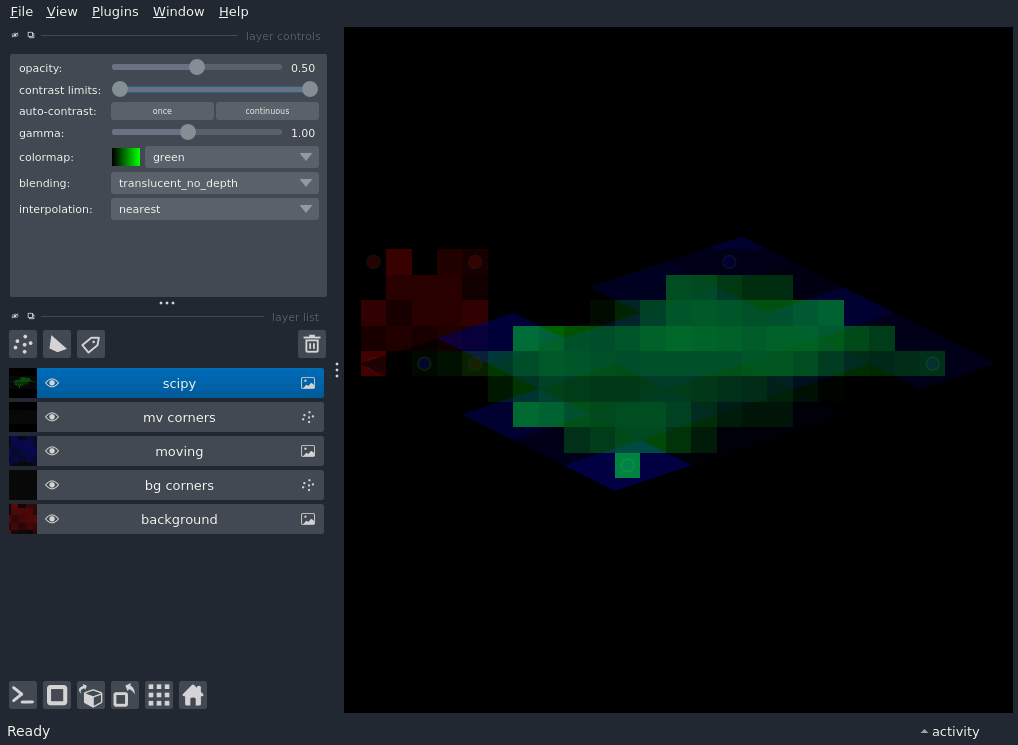 File View Plugins Window Help
layer controls
opacity: 0.50
contrast limits:
auto-contrast: once continuous
gamma: 1.00
colormap: green
blending: translucent_no_depth
interpolation: nearest
layer list
scipy
mv corners
moving
bg corners
background
Ready activity